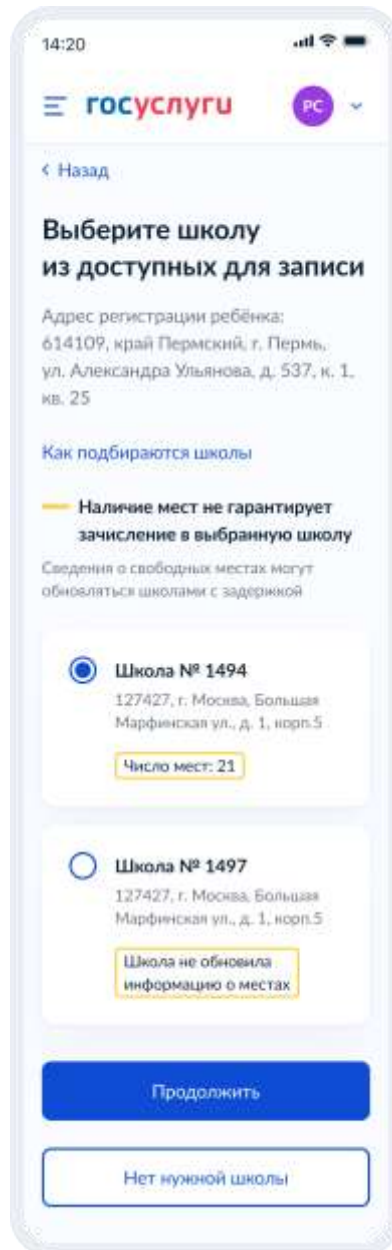 14:20
госуслуги
РС
Назад
Выберите школу
из доступных для записи
Адрес регистрации ребёнка:
614109, край Пермский, г. Пермь,
ул. Александра Ульянова, д. 537, к. 1,
кв. 25
Как подбираются школы
Наличие мест не гарантирует
зачисление в выбранную школу
Сведения о свободных местах могут
обновляться школами с задержкой
Школа № 1494
127427, г. Москва, Большая
Марфинская ул., д. 1, корп.5
Число мест: 21
Школа № 1497
127427, г. Москва, Большая
Марфинская ул., д. 1, корп.5
Школа не обновила
информацию о местах
Продолжить
Нет нужной школы